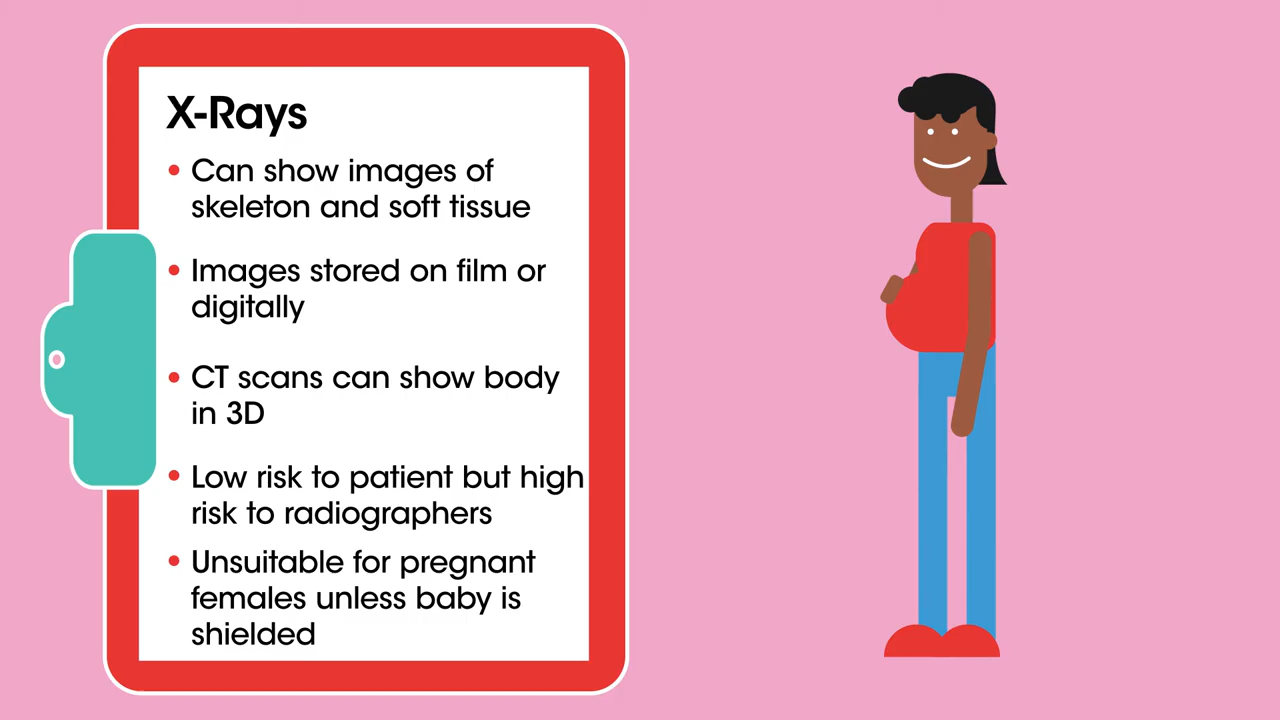 X-Rays
• Can show images of
skeleton and soft tissue
• Images stored on film or
digitally
• CT scans can show body
in 3D
• Low risk to patient but high
risk to radiographers
• Unsuitable for pregnant
females unless baby is
shielded